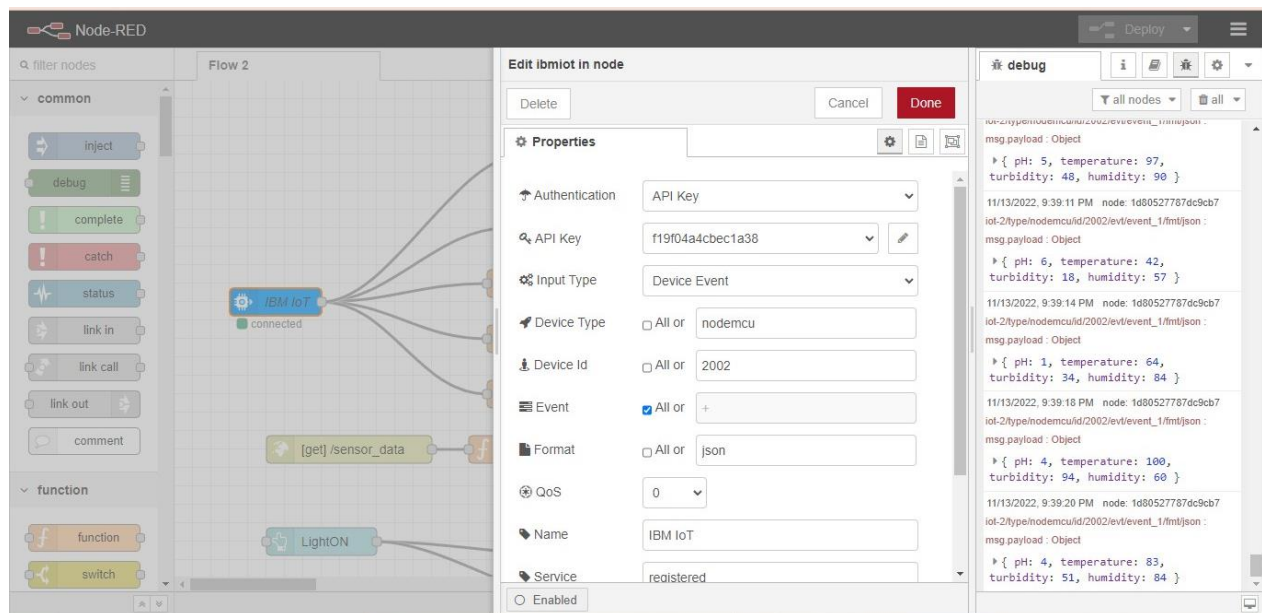 Node-RED
Deploy
filter nodes
Flow 2
common
inject
debug
complete
catch
status
link in
link call
link out
comment
function
function
switch
IBM IoT
connected
[get] /sensor_data
LightON
Edit ibmiot in node
Delete
Cancel
Done
Properties
Authentication
API Key
API Key
f19f04a4cbec1a38
Input Type
Device Event
Device Type
All or
nodemcu
Device Id
All or
2002
Event
All or
+
Format
All or
json
QoS
0
Name
IBM IoT
Service
registered
Enabled
debug
i
all nodes
all
iot-2/type/nodemcu/id/2002/evt/event_1/fmt/json :
msg.payload : Object
{ pH: 5, temperature: 97,
turbidity: 48, humidity: 90 }
11/13/2022, 9:39:11 PM node: 1d80527787dc9cb7
iot-2/type/nodemcu/id/2002/evt/event_1/fmt/json :
msg.payload : Object
{ pH: 6, temperature: 42,
turbidity: 18, humidity: 57 }
11/13/2022, 9:39:14 PM node: 1d80527787dc9cb7
iot-2/type/nodemcu/id/2002/evt/event_1/fmt/json :
msg.payload : Object
{ pH: 1, temperature: 64,
turbidity: 34, humidity: 84 }
11/13/2022, 9:39:18 PM node: 1d80527787dc9cb7
iot-2/type/nodemcu/id/2002/evt/event_1/fmt/json :
msg.payload : Object
{ pH: 4, temperature: 100,
turbidity: 94, humidity: 60 }
11/13/2022, 9:39:20 PM node: 1d80527787dc9cb7
iot-2/type/nodemcu/id/2002/evt/event_1/fmt/json :
msg.payload : Object
{ pH: 4, temperature: 83,
turbidity: 51, humidity: 84 }